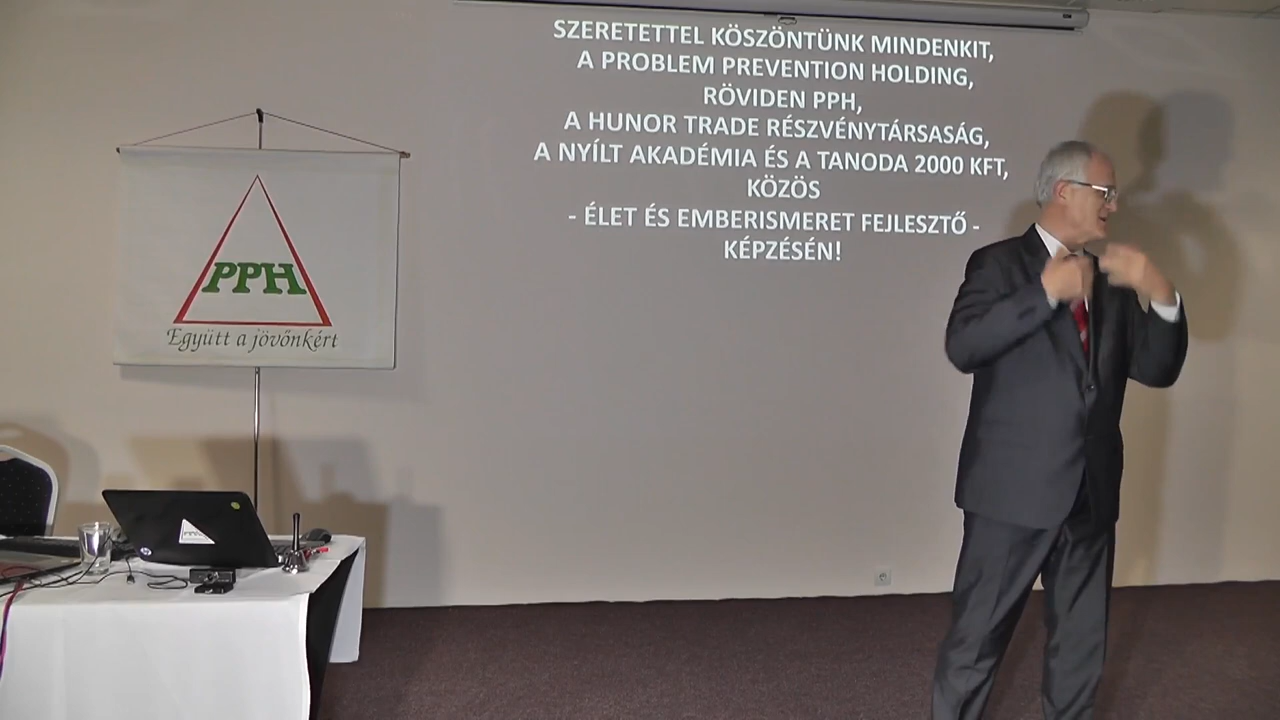 SZERETETTEL KÖSZÖNTÜNK MINDENKIT,
A PROBLEM PREVENTION HOLDING,
RÖVIDEN PPH,
A HUNOR TRADE RÉSZVÉNYTÁRSASÁG,
A NYÍLT AKADÉMIA ÉS A TANODA 2000 KFT,
KÖZÖS
- ÉLET ÉS EMBERISMERET FEJLESZTŐ -
KÉPZÉSÉN!
PPH
Együtt a jövőnkért